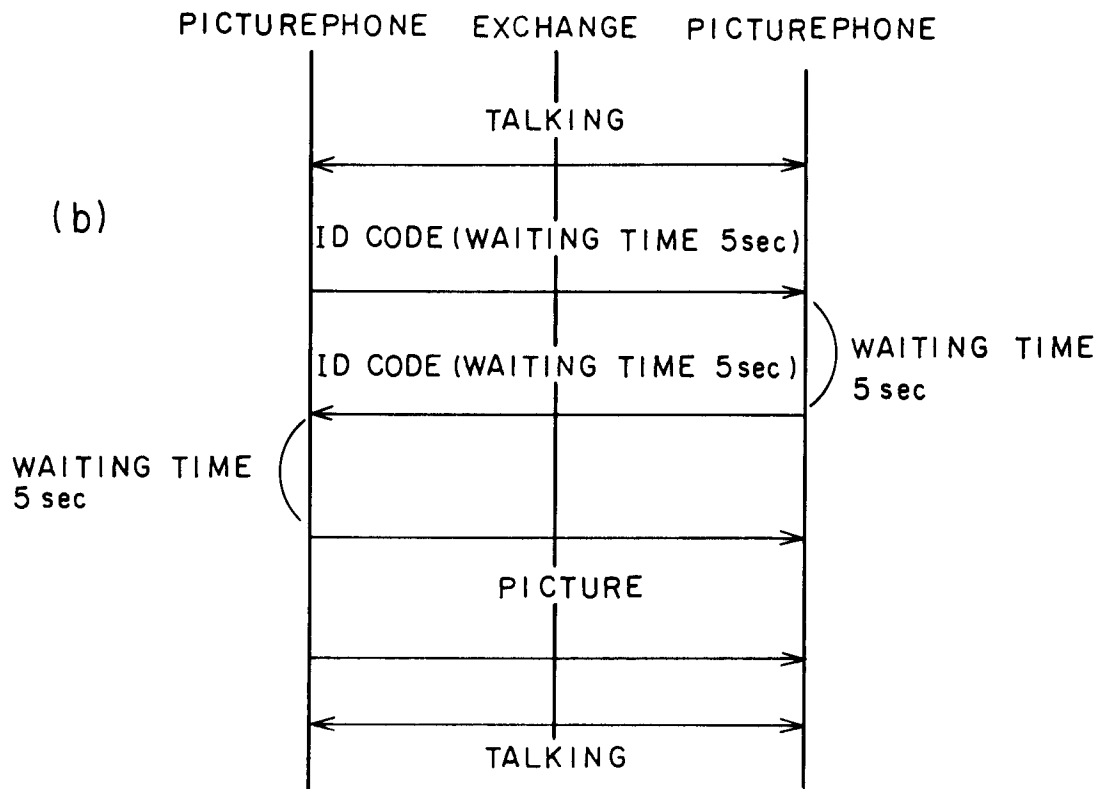 PICTUREPHONE EXCHANGE PICTUREPHONE
TALKING
(b)
ID CODE (WAITING TIME 5sec)
ID CODE (WAITING TIME 5sec)
WAITING TIME
5 sec
WAITING TIME
5 sec
PICTURE
TALKING